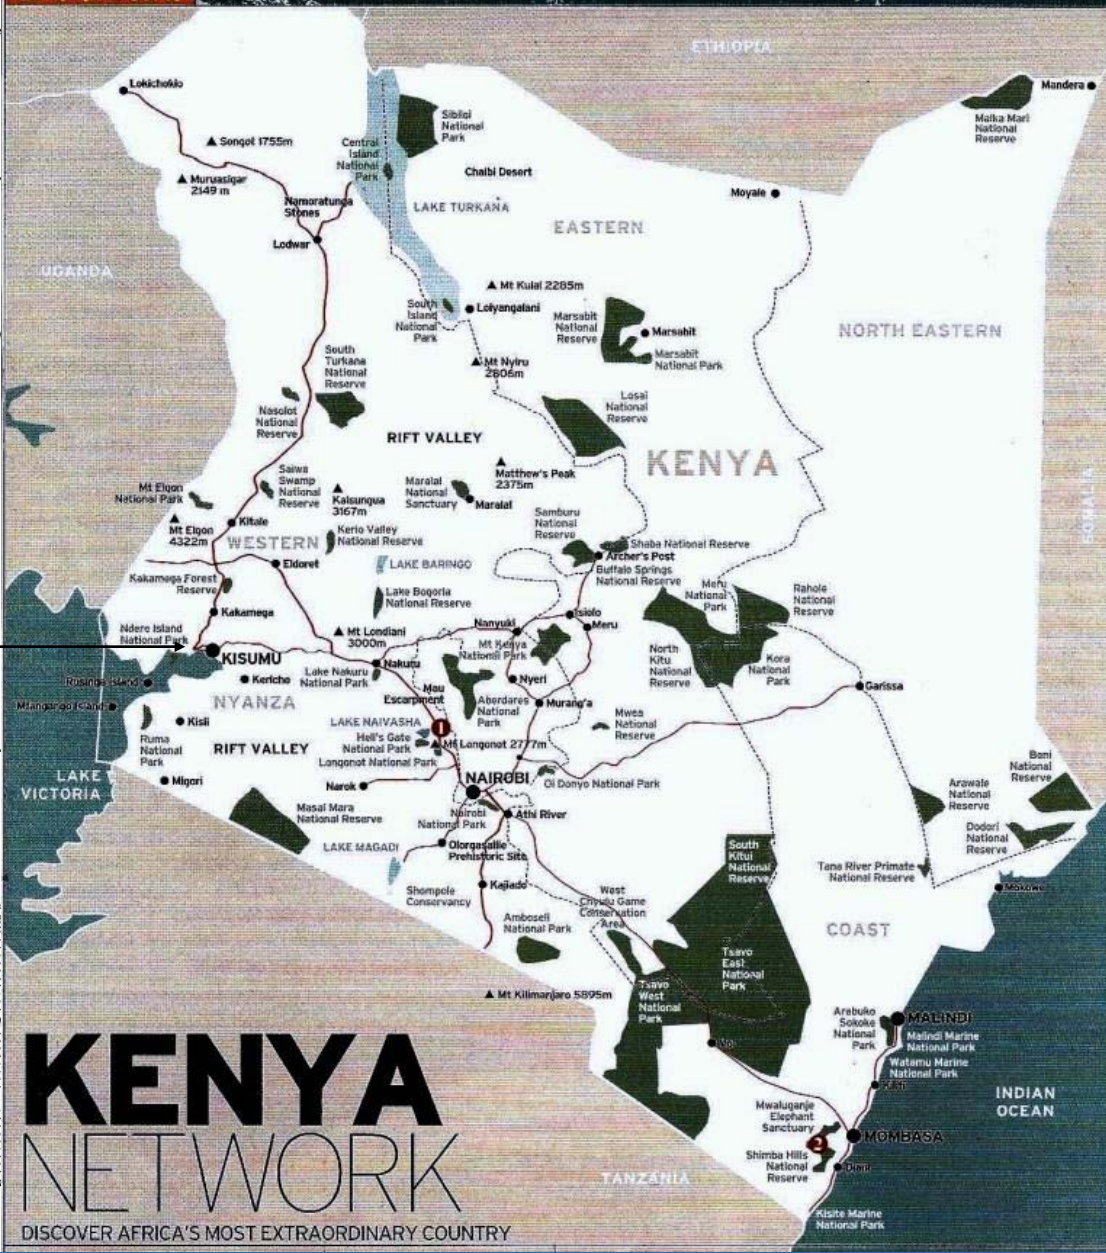 ETHIOPIA
Lokichokio
Mandera
Malka Mari
National
Reserve
Sibiloi
National
Park
Songot 1755m
Central
Island
National
Park
Muruasigar
2149 m
Chalbi Desert
Moyale
Namoratunga
Stones
LAKE TURKANA
EASTERN
Lodwar
UGANDA
Mt Kulal 2285m
South
Island
National
Park
Loiyangalani
Marsabit
National
Reserve
Marsabit
Marsabit
National Park
NORTH EASTERN
South
Turkana
National
Reserve
Mt Nyiru
2806m
Nasolot
National
Reserve
Losai
National
Reserve
RIFT VALLEY
KENYA
Matthew's Peak
2375m
Saiwa
Swamp
National
Reserve
Mt Elgon
National Park
Kalsungua
3167m
Maralal
National
Sanctuary
Maralal
SOMALIA
Mt Elgon
4322m
Kitale
Samburu
National
Reserve
WESTERN
Kerio Valley
National Reserve
Shaba National Reserve
Archer's Post
Buffalo Springs
National Reserve
Eldoret
LAKE BARINGO
Kakamega Forest
Reserve
Lake Bogoria
National Reserve
Meru
National
Park
Rahole
National
Reserve
Kakamega
Isiolo
Meru
Nanyuki
Ndere Island
National Park
Mt Londiani
3000m
Mt Kenya
National Park
KISUMU
Nakuru
North
Kitu
National
Reserve
Kora
National
Park
Lake Nakuru
National Park
Kericho
Rusinga Island
Nyeri
Garissa
Mau
Escarpment
Aberdares
National
Park
NYANZA
Mfangango Island
Murang'a
Kisii
LAKE NAIVASHA
1
Mwea
National
Reserve
Ruma
National
Park
Hell's Gate
National Park
Mt Longonot 2777m
RIFT VALLEY
Longonot National Park
LAKE
VICTORIA
Migori
Narok
NAIROBI
Ol Donyo National Park
Boni
National
Reserve
Arawale
National
Reserve
Masai Mara
National Reserve
Nairobi
National Park
Athi River
Dodori
National
Reserve
LAKE MAGADI
Olorgasailie
Prehistoric Site
South
Kitui
National
Reserve
Tana River Primate
National Reserve
Mokowe
Shompole
Conservancy
Kajiado
West
Chyulu Game
Conservation
Area
Amboseli
National Park
COAST
Tsavo
East
National
Park
Tsavo
West
National
Park
Mt Kilimanjaro 5895m
Arabuko
Sokoke
National
Park
MALINDI
Malindi Marine
National Park
Voi
Watamu Marine
National Park
Kilifi
INDIAN
OCEAN
Mwaluganje
Elephant
Sanctuary
MOMBASA
2
Shimba Hills
National
Reserve
Diani
TANZANIA
Kisite Marine
National Park
KENYA
NETWORK
DISCOVER AFRICA'S MOST EXTRAORDINARY COUNTRY